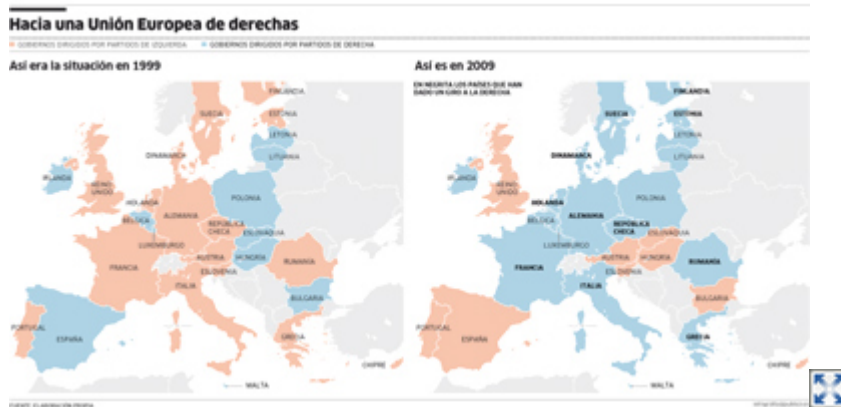 Hacia una Unión Europea de derechas
GOBIERNOS DIRIGIDOS POR PARTIDOS DE IZQUIERDA GOBIERNOS DIRIGIDOS POR PARTIDOS DE DERECHA
Así era la situación en 1999
FINLANDIA
SUECIA
ESTONIA
LETONIA
LITUANIA
DINAMARCA
IRLANDA
REINO
UNIDO
HOLANDA
POLONIA
BÉLGICA
ALEMANIA
REPÚBLICA
CHECA
ESLOVAQUIA
LUXEMBURGO
AUSTRIA
HUNGRÍA
RUMANÍA
FRANCIA
ESLOVENIA
ITALIA
BULGARIA
PORTUGAL
ESPAÑA
GRECIA
CHIPRE
MALTA
Así es en 2009
EN NEGRITA LOS PAÍSES QUE HAN
DADO UN GIRO A LA DERECHA
FINLANDIA
SUECIA
ESTONIA
LETONIA
LITUANIA
DINAMARCA
IRLANDA
REINO
UNIDO
HOLANDA
POLONIA
BÉLGICA
ALEMANIA
REPÚBLICA
CHECA
ESLOVAQUIA
LUXEMBURGO
AUSTRIA
HUNGRÍA
RUMANÍA
FRANCIA
ESLOVENIA
ITALIA
BULGARIA
PORTUGAL
ESPAÑA
GRECIA
CHIPRE
MALTA
FUENTE: ELABORACIÓN PROPIA